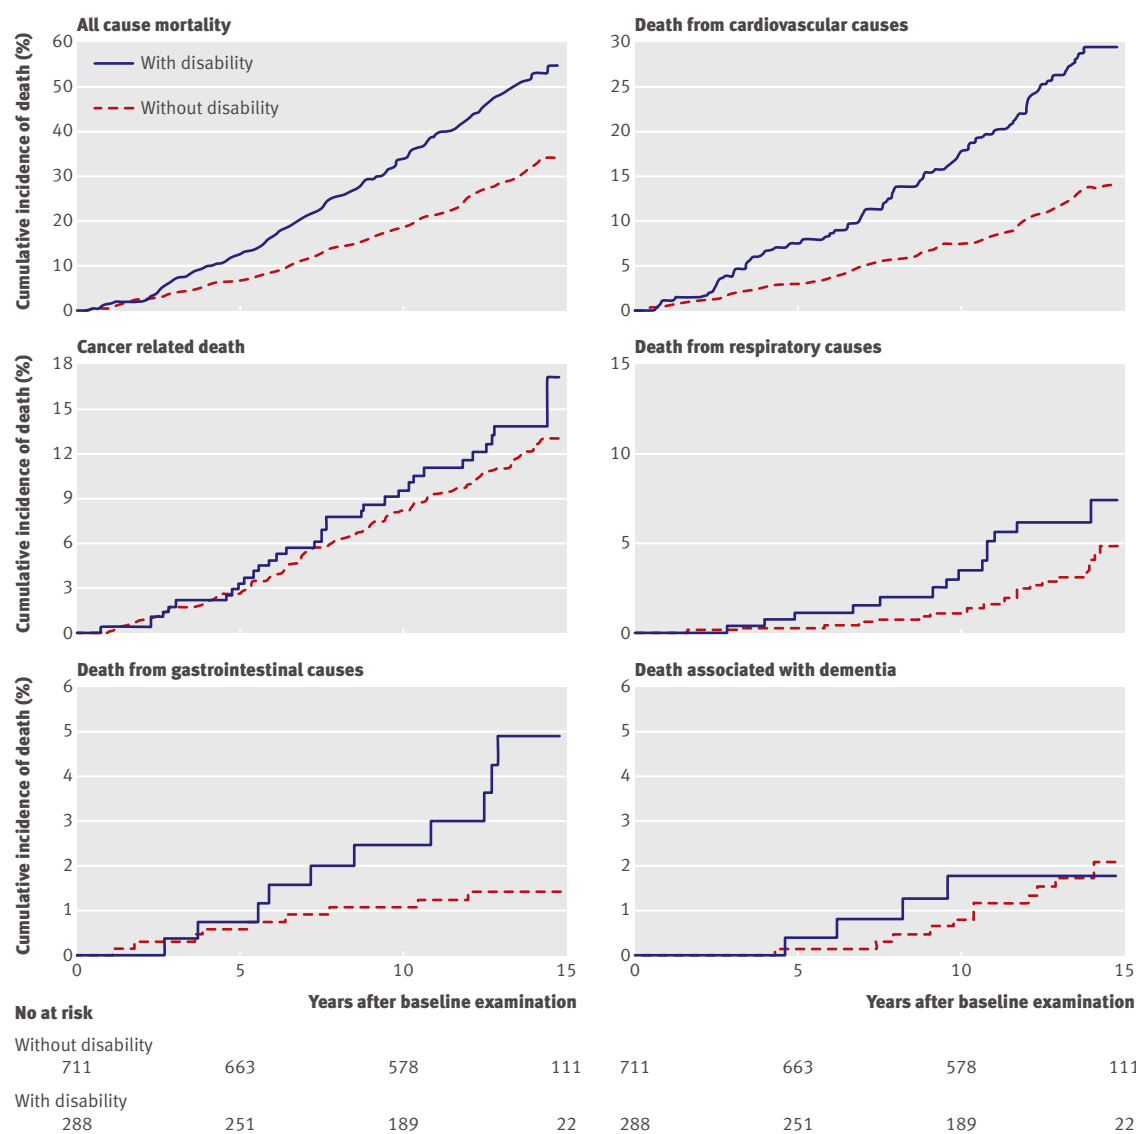 All cause mortality
Cumulative incidence of death (%)
60
50
40
30
20
10
0
With disability
Without disability
Death from cardiovascular causes
30
25
20
15
10
5
0
Cancer related death
Cumulative incidence of death (%)
18
15
12
9
6
3
0
Death from respiratory causes
15
10
5
0
Death from gastrointestinal causes
Cumulative incidence of death (%)
6
5
4
3
2
1
0
0 5 10 15
Years after baseline examination
Death associated with dementia
6
5
4
3
2
1
0
0 5 10 15
Years after baseline examination
No at risk
Without disability
711 663 578 111 711 663 578 111
With disability
288 251 189 22 288 251 189 22